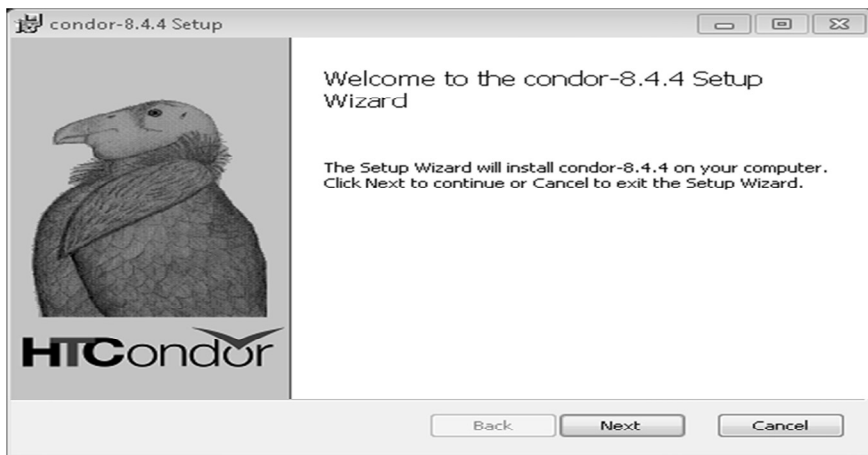 condor-8.4.4 Setup
Welcome to the condor-8.4.4 Setup
Wizard
The Setup Wizard will install condor-8.4.4 on your computer.
Click Next to continue or Cancel to exit the Setup Wizard.
HTCondor
Back
Next
Cancel